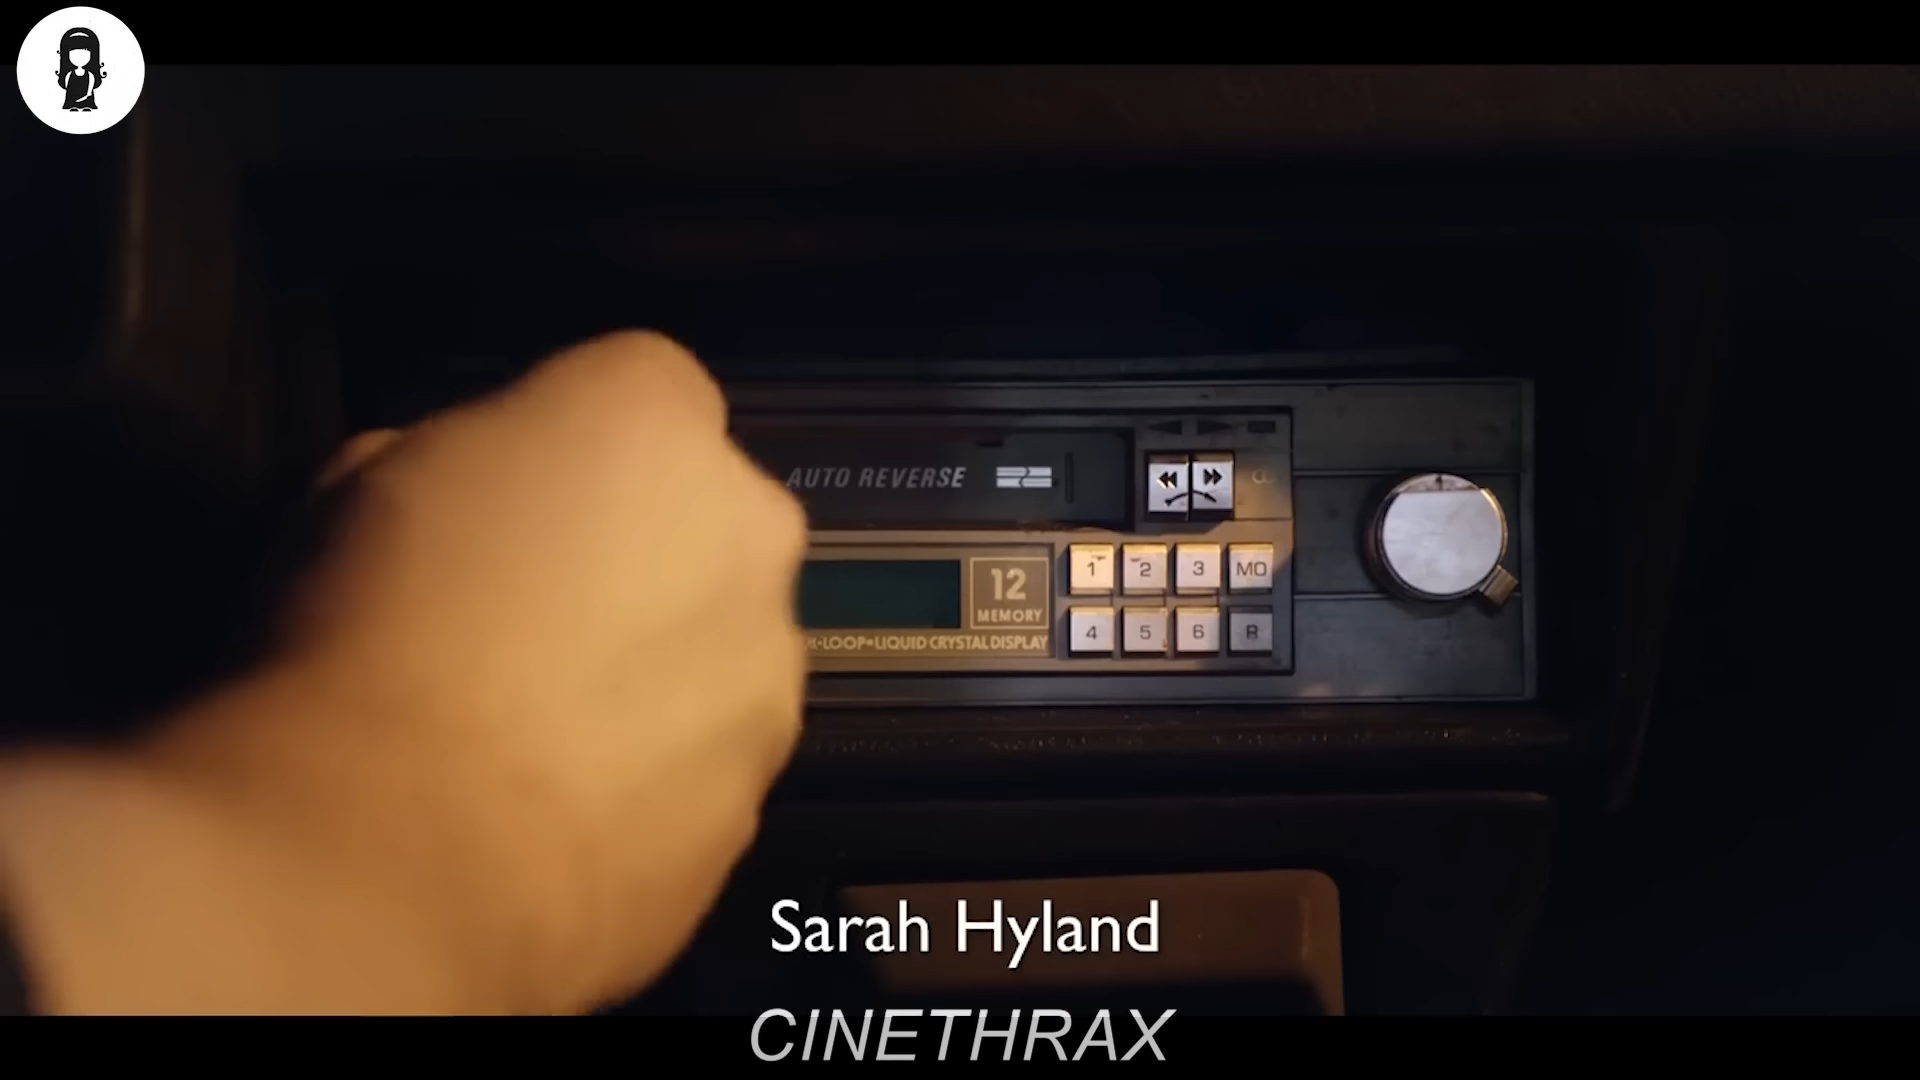 AUTO REVERSE
12
MEMORY
LOOP•LIQUID CRYSTAL DISPLAY
1 2 3 MO
4 5 6 R
Sarah Hyland
CINETHRAX